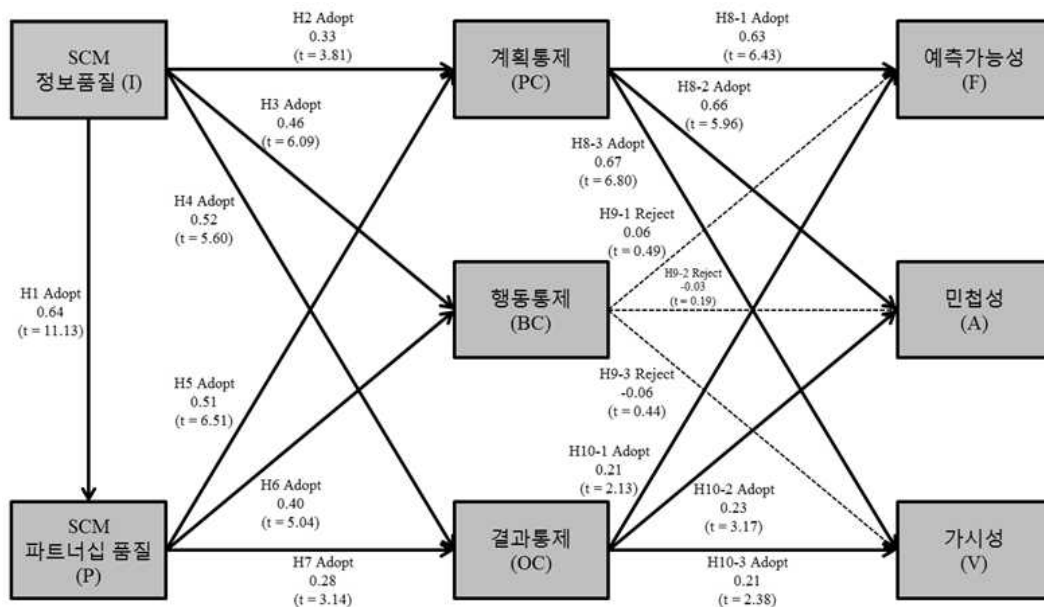 SCM
정보품질 (I)
H2 Adopt
0.33
(t = 3.81)
계획통제
(PC)
H8-1 Adopt
0.63
(t = 6.43)
예측가능성
(F)
H3 Adopt
0.46
(t = 6.09)
H8-2 Adopt
0.66
(t = 5.96)
H8-3 Adopt
0.67
(t = 6.80)
H4 Adopt
0.52
(t = 5.60)
H9-1 Reject
0.06
(t = 0.49)
H1 Adopt
0.64
(t = 11.13)
행동통제
(BC)
H9-2 Reject
-0.03
(t = 0.19)
민첩성
(A)
H5 Adopt
0.51
(t = 6.51)
H9-3 Reject
-0.06
(t = 0.44)
H6 Adopt
0.40
(t = 5.04)
H10-1 Adopt
0.21
(t = 2.13)
H10-2 Adopt
0.23
(t = 3.17)
SCM
파트너십 품질
(P)
H7 Adopt
0.28
(t = 3.14)
결과통제
(OC)
H10-3 Adopt
0.21
(t = 2.38)
가시성
(V)